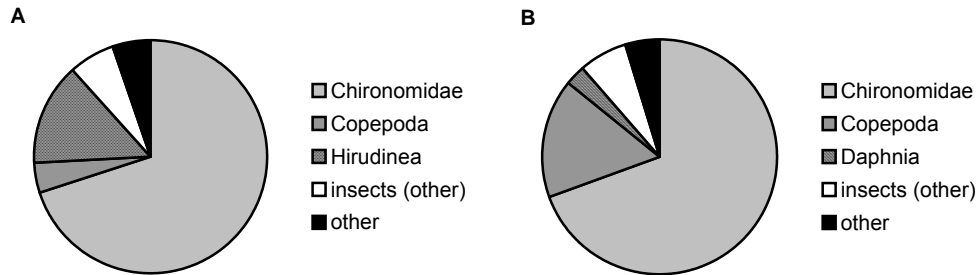 A
Chironomidae
Copepoda
Hirudinea
insects (other)
other
B
Chironomidae
Copepoda
Daphnia
insects (other)
other